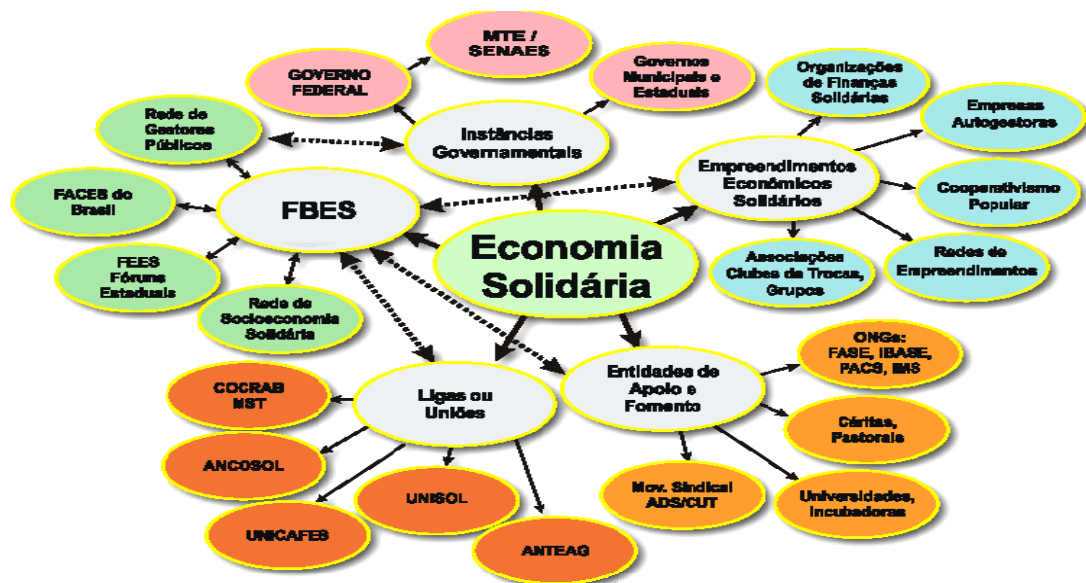 MTE /
SENAES
GOVERNO
FEDERAL
Governos
Municipais e
Estaduais
Organizações
de Finanças
Solidárias
Empresas
Autogestoras
Rede de
Gestores
Públicos
Instâncias
Governamentais
Empreendimentos
Econômicos
Solidários
Cooperativismo
Popular
FACES do
Brasil
FBES
Economia
Solidária
FEES
Fóruns
Estaduais
Associações
Clubes de Trocas,
Grupos
Redes de
Empreendimentos
Rede de
Socioeconomia
Solidária
ONGs:
FASE, IBASE,
PACS, IMS
COCRAB
MST
Ligas ou
Uniões
Entidades de
Apoio e
Fomento
Cáritas,
Pastorais
ANCOSOL
UNISOL
Mov. Sindical
ADS/CUT
Universidades,
Incubadoras
UNICAFES
ANTEAG